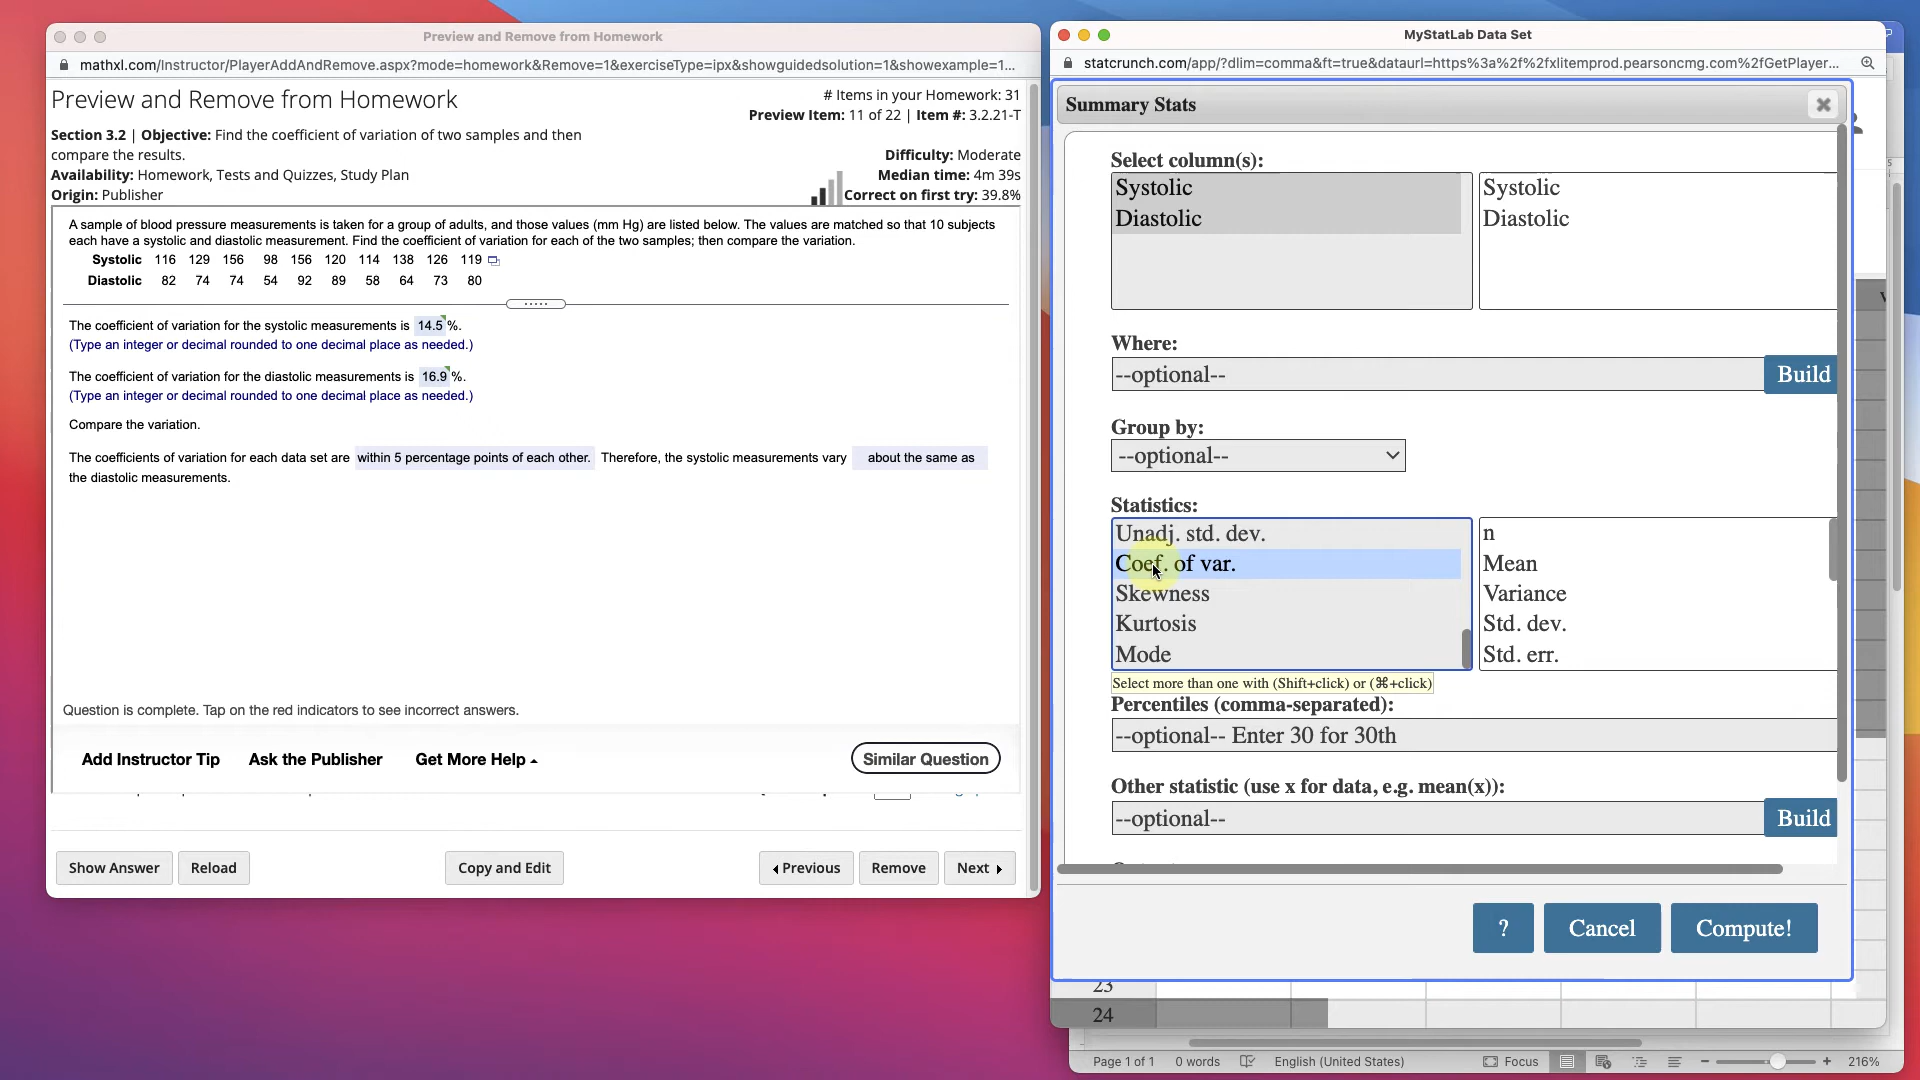 Preview and Remove from Homework
mathxl.com/Instructor/PlayerAddAndRemove.aspx?mode=homework&Remove=1&exerciseType=ipx&showguidedsolution=1&showexample=1...
Preview and Remove from Homework
# Items in your Homework: 31
Preview Item: 11 of 22 | Item #: 3.2.21-T
Section 3.2 | Objective: Find the coefficient of variation of two samples and then
compare the results.
Difficulty: Moderate
Availability: Homework, Tests and Quizzes, Study Plan
Median time: 4m 39s
Origin: Publisher
Correct on first try: 39.8%
A sample of blood pressure measurements is taken for a group of adults, and those values (mm Hg) are listed below. The values are matched so that 10 subjects
each have a systolic and diastolic measurement. Find the coefficient of variation for each of the two samples; then compare the variation.
Systolic 116 129 156 98 156 120 114 138 126 119
Diastolic 82 74 74 54 92 89 58 64 73 80
The coefficient of variation for the systolic measurements is 14.5 %.
(Type an integer or decimal rounded to one decimal place as needed.)
The coefficient of variation for the diastolic measurements is 16.9 %.
(Type an integer or decimal rounded to one decimal place as needed.)
Compare the variation.
The coefficients of variation for each data set are within 5 percentage points of each other. Therefore, the systolic measurements vary about the same as
the diastolic measurements.
Question is complete. Tap on the red indicators to see incorrect answers.
Add Instructor Tip Ask the Publisher Get More Help
Similar Question
Show Answer Reload Copy and Edit Previous Remove Next
MyStatLab Data Set
statcrunch.com/app/?dlim=comma&ft=true&dataurl=https%3a%2f%2fxlitemprod.pearsoncmg.com%2fGetPlayer...
Summary Stats
Select column(s):
Systolic Systolic
Diastolic Diastolic
Where:
--optional-- Build
Group by:
--optional--
Statistics:
Unadj. std. dev. n
Coef. of var. Mean
Skewness Variance
Kurtosis Std. dev.
Mode Std. err.
Select more than one with (Shift+click) or (⌘+click)
Percentiles (comma-separated):
--optional-- Enter 30 for 30th
Other statistic (use x for data, e.g. mean(x)):
--optional-- Build
? Cancel Compute!
23
24
Page 1 of 1 0 words English (United States) Focus 216%